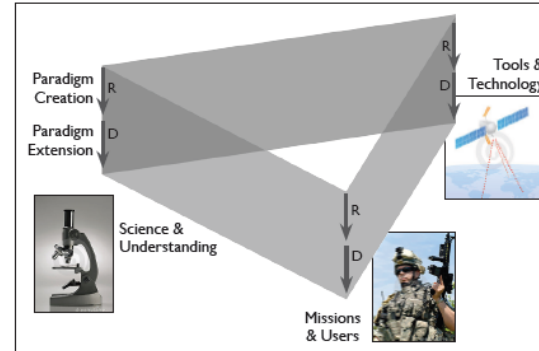 Paradigm
Creation
R
Paradigm
Extension
D
Science &
Understanding
R
D
Tools &
Technology
R
D
Missions
& Users